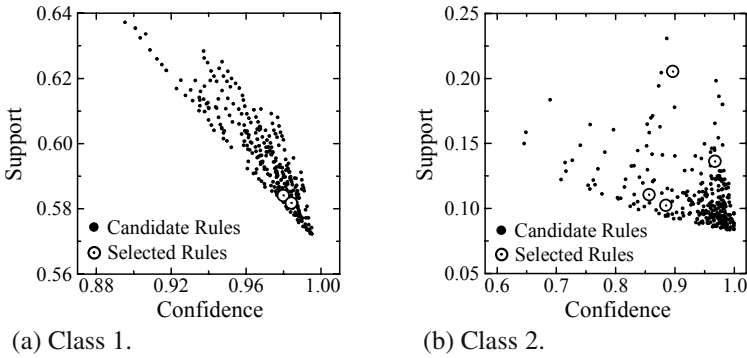 0.64
0.62
0.60
0.58
0.56
Support
0.88 0.92 0.96 1.00
Confidence
Candidate Rules
Selected Rules
(a) Class 1.
0.25
0.20
0.15
0.10
0.05
Support
0.6 0.7 0.8 0.9 1.0
Confidence
Candidate Rules
Selected Rules
(b) Class 2.